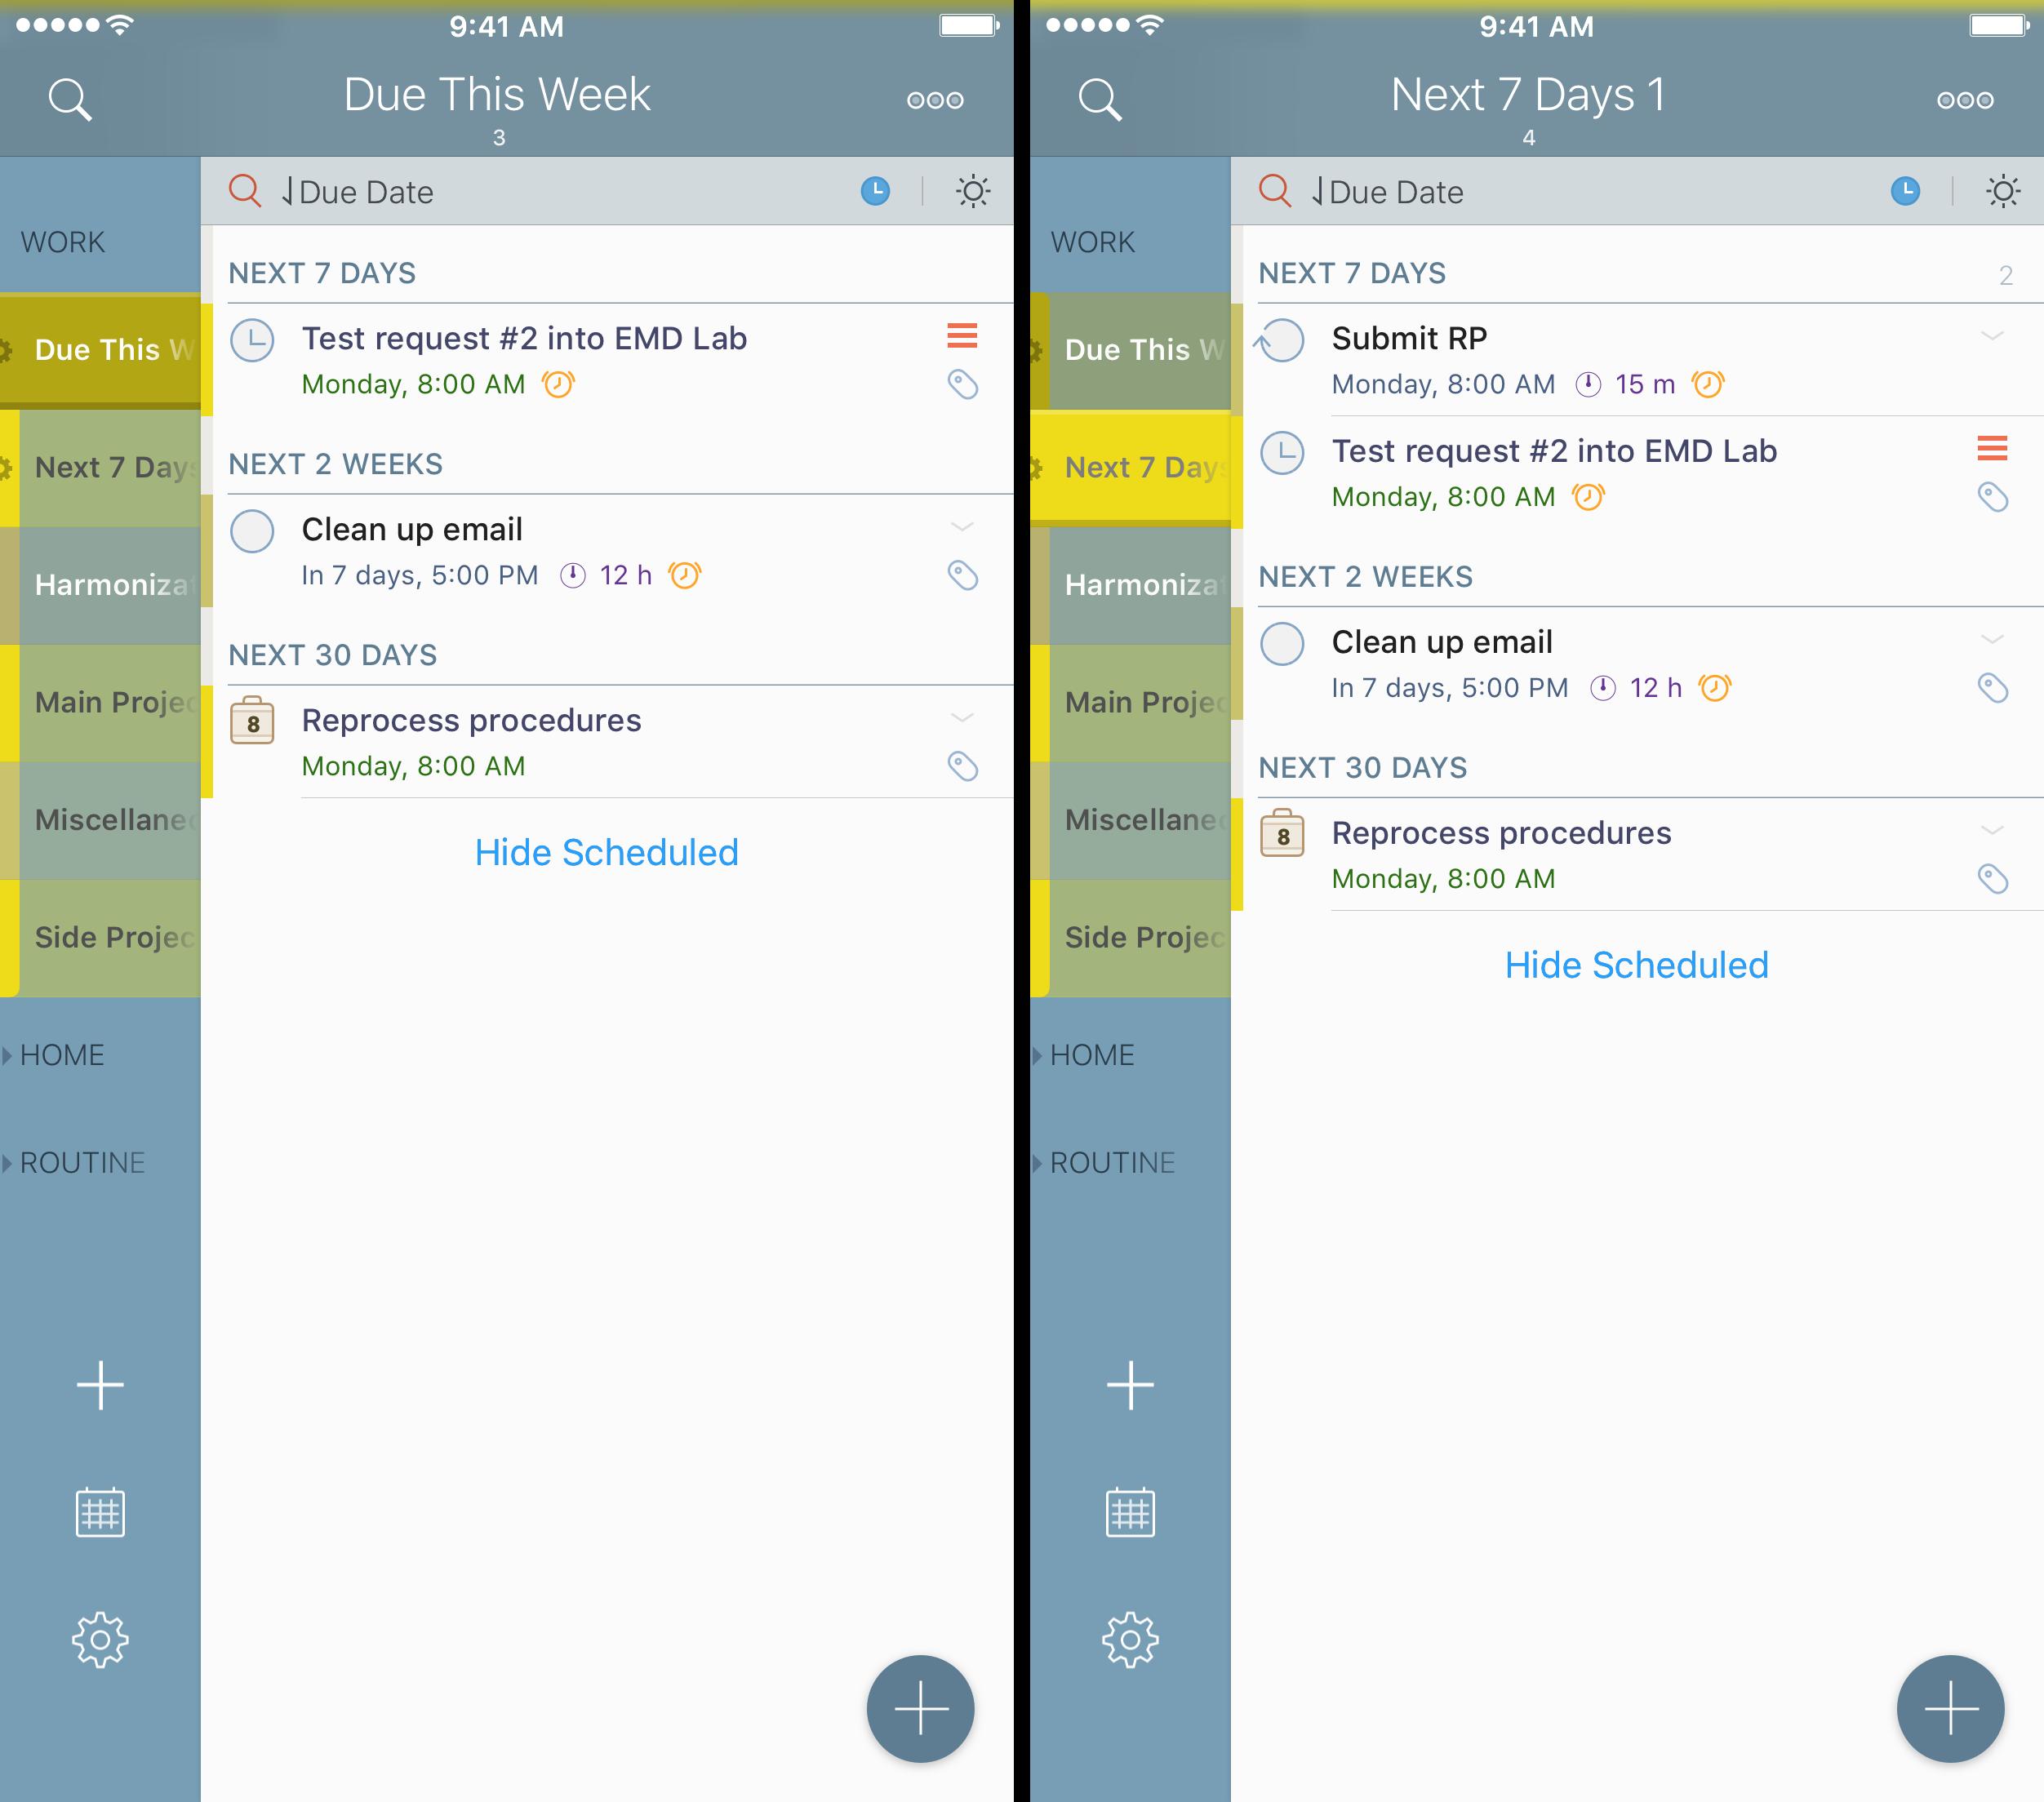 9:41 AM
Due This Week
3
Due Date
WORK
Due This W
Next 7 Days
Harmonizat
Main Projec
Miscellanec
Side Projec
HOME
ROUTINE
NEXT 7 DAYS
Test request #2 into EMD Lab
Monday, 8:00 AM
NEXT 2 WEEKS
Clean up email
In 7 days, 5:00 PM 12 h
NEXT 30 DAYS
8 Reprocess procedures
Monday, 8:00 AM
Hide Scheduled
9:41 AM
Next 7 Days 1
4
Due Date
WORK
Due This W
Next 7 Days
Harmonizat
Main Projec
Miscellanec
Side Projec
HOME
ROUTINE
NEXT 7 DAYS 2
Submit RP
Monday, 8:00 AM 15 m
Test request #2 into EMD Lab
Monday, 8:00 AM
NEXT 2 WEEKS
Clean up email
In 7 days, 5:00 PM 12 h
NEXT 30 DAYS
8 Reprocess procedures
Monday, 8:00 AM
Hide Scheduled